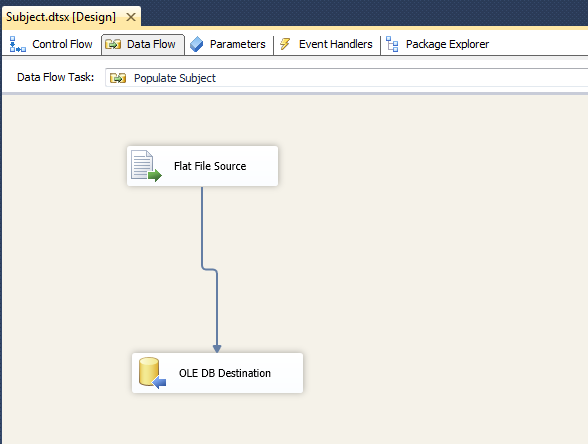 Subject.dtsx [Design]
Control Flow Data Flow Parameters Event Handlers Package Explorer
Data Flow Task: Populate Subject
Flat File Source
OLE DB Destination